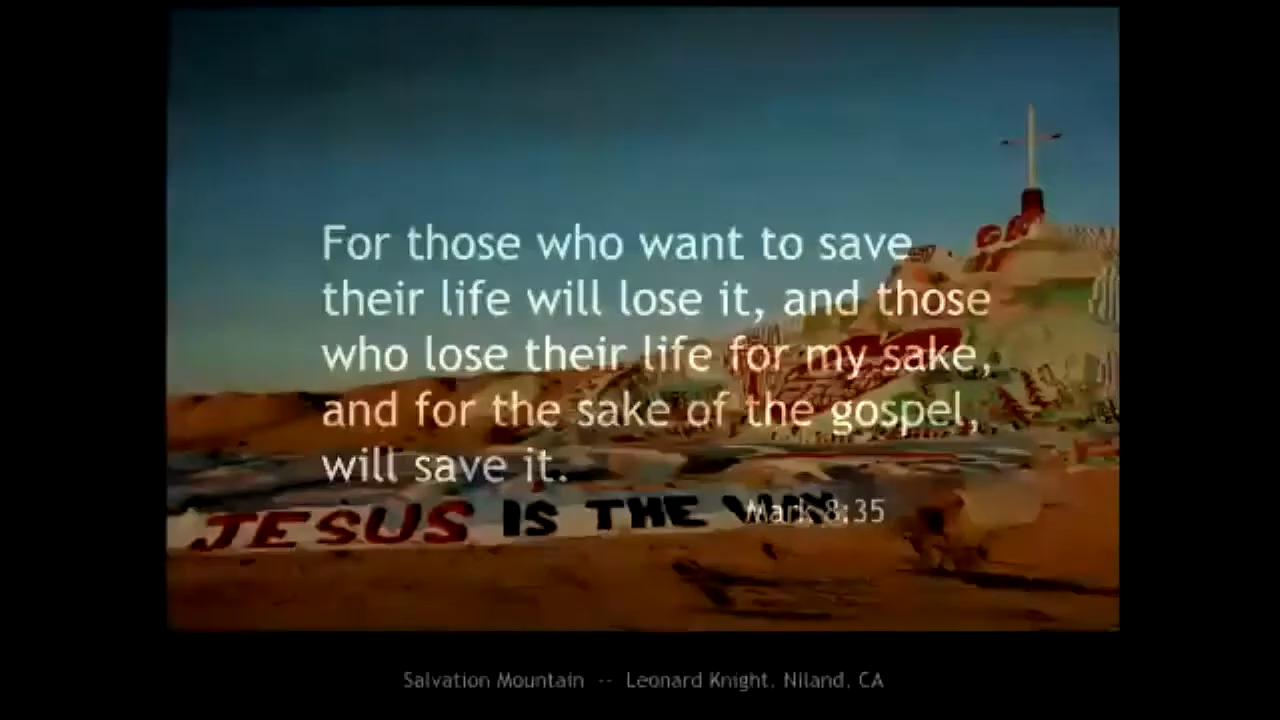 For those who want to save
their life will lose it, and those
who lose their life for my sake,
and for the sake of the gospel,
will save it.
Mark 8:35
JESUS IS THE WAY
Salvation Mountain -- Leonard Knight. Niland, CA